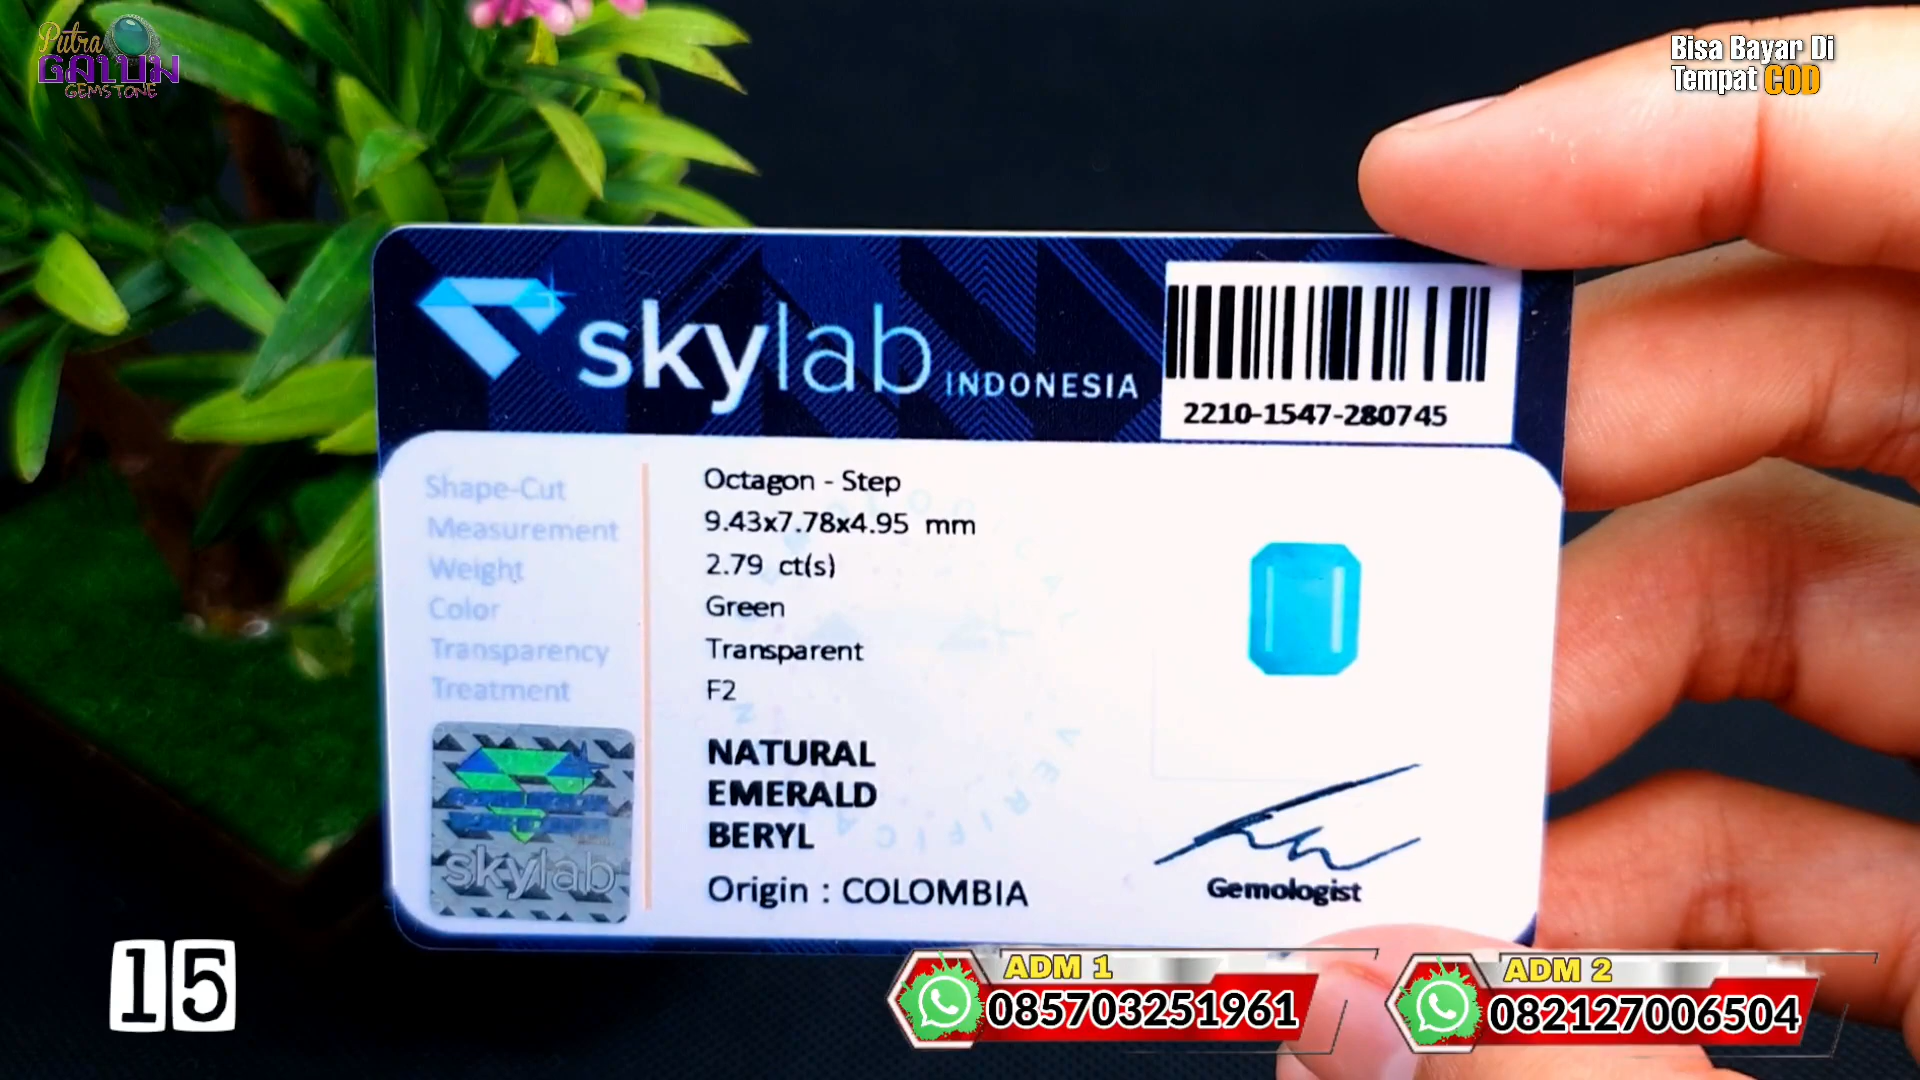 Putra
GALUN
GEMSTONE
Bisa Bayar Di
Tempat COD
skylab INDONESIA
2210-1547-280745
Shape-Cut Octagon - Step
Measurement 9.43x7.78x4.95 mm
Weight 2.79 ct(s)
Color Green
Transparency Transparent
Treatment F2
NATURAL
EMERALD
BERYL
Origin : COLOMBIA
skylab
Gemologist
15
ADM 1
085703251961
ADM 2
082127006504